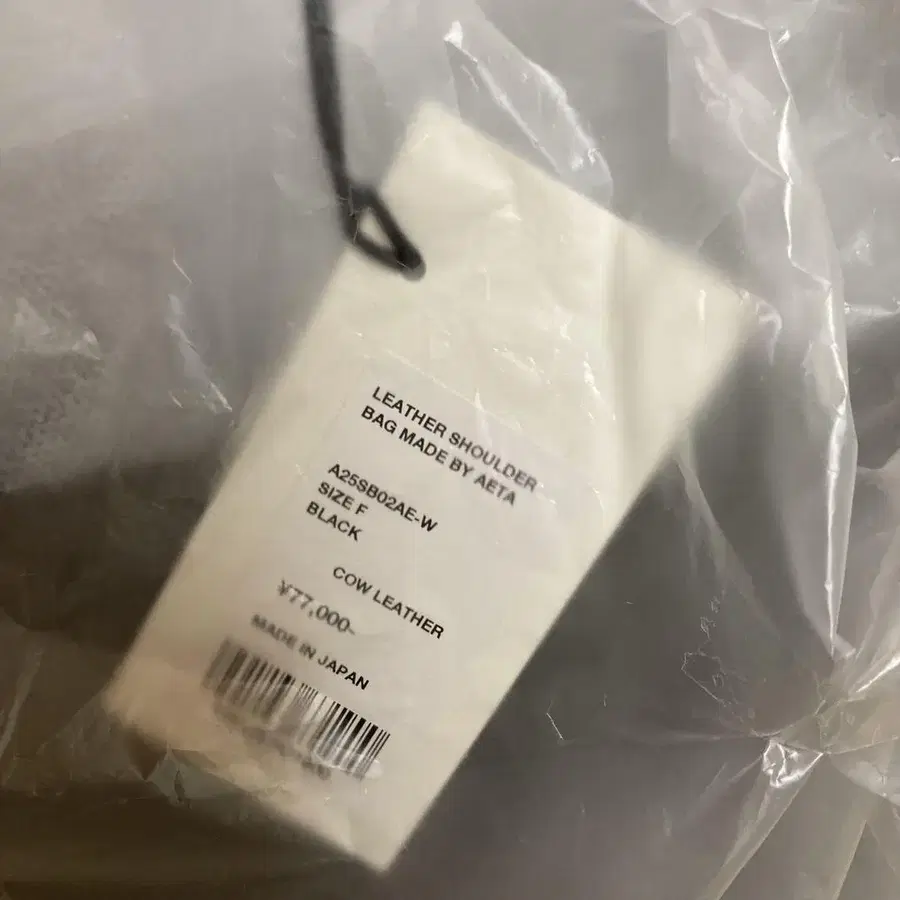 LEATHER SHOULDER
BAG MADE BY AETA
A25SB02AE-W
SIZE F
BLACK
COW LEATHER
¥77,000-
MADE IN JAPAN